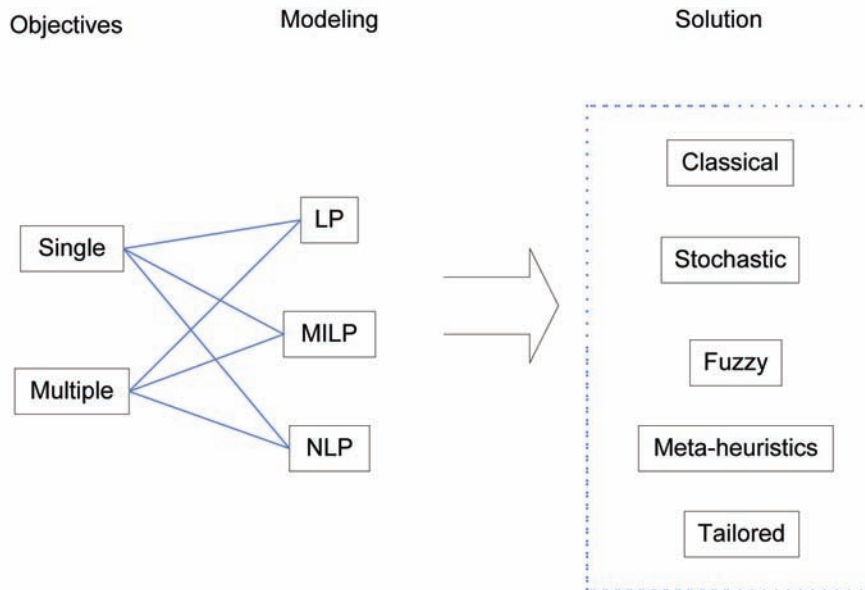 Objectives
Modeling
Solution
Single
Multiple
LP
MILP
NLP
Classical
Stochastic
Fuzzy
Meta-heuristics
Tailored